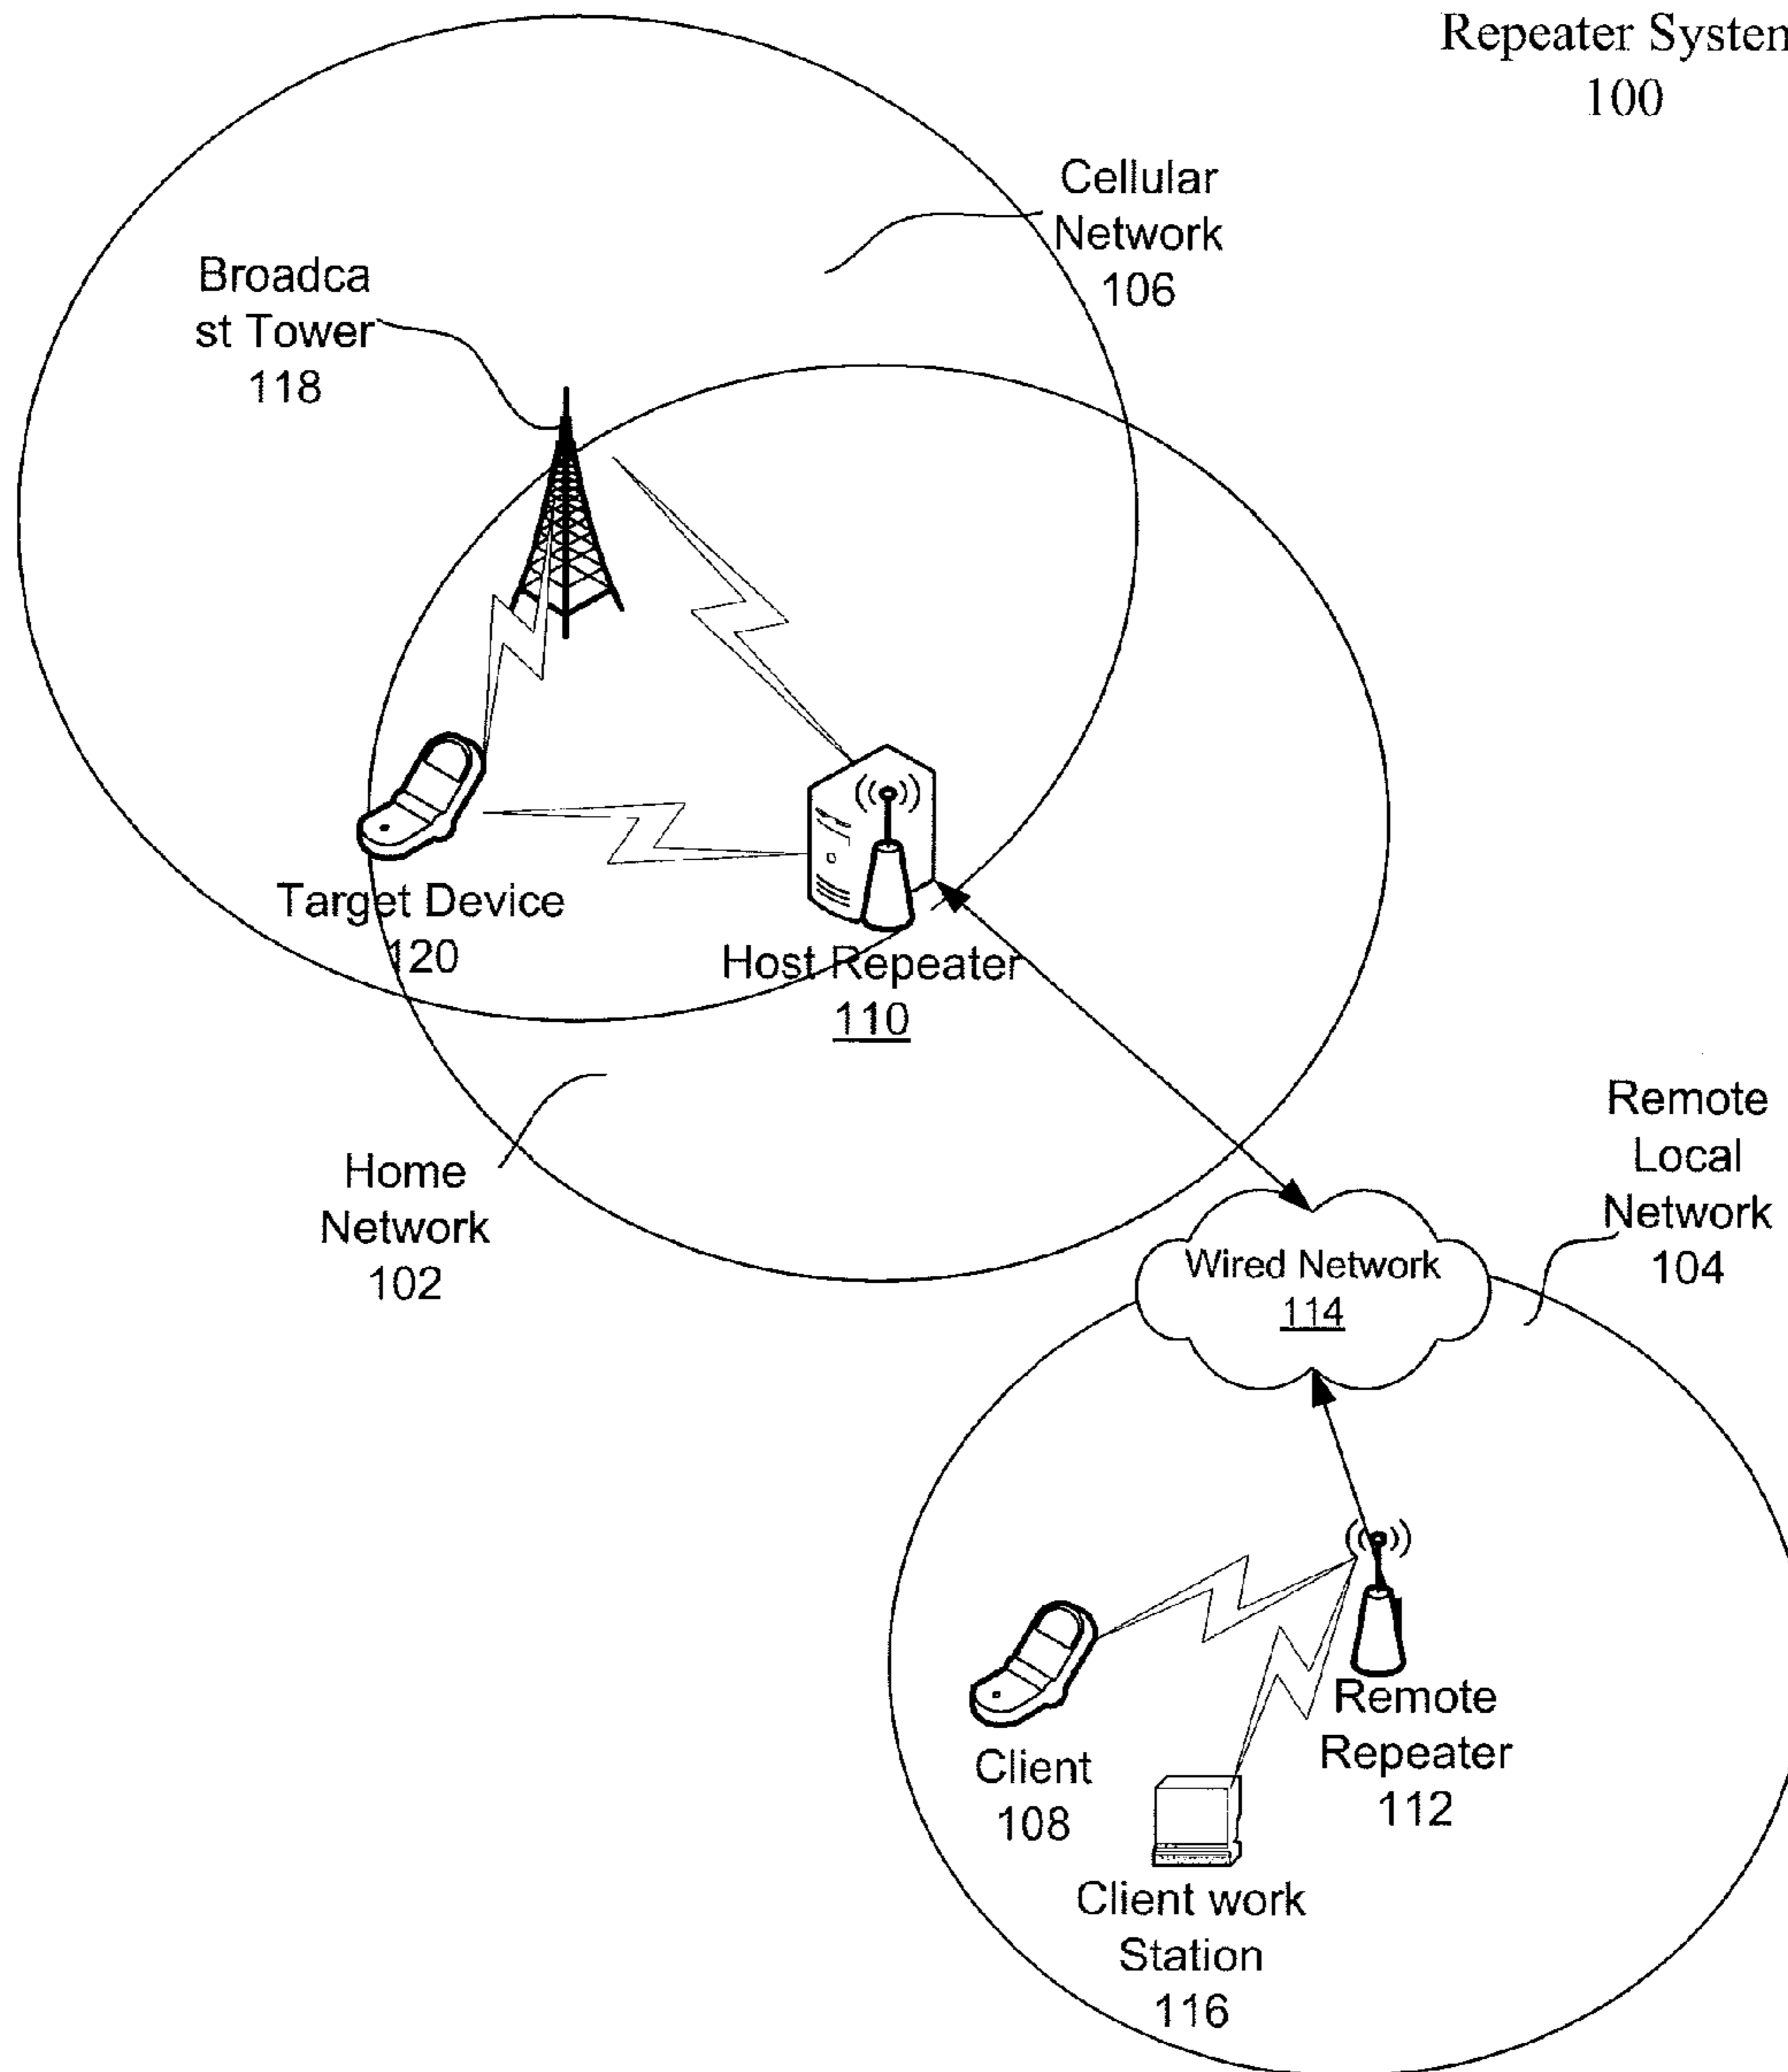 Repeater System
100
Cellular
Network
106
Broadca
st Tower
118
Target Device
120
Host Repeater
110
Home
Network
102
Remote
Local
Network
104
Wired Network
114
Client
108
Remote
Repeater
112
Client work
Station
116